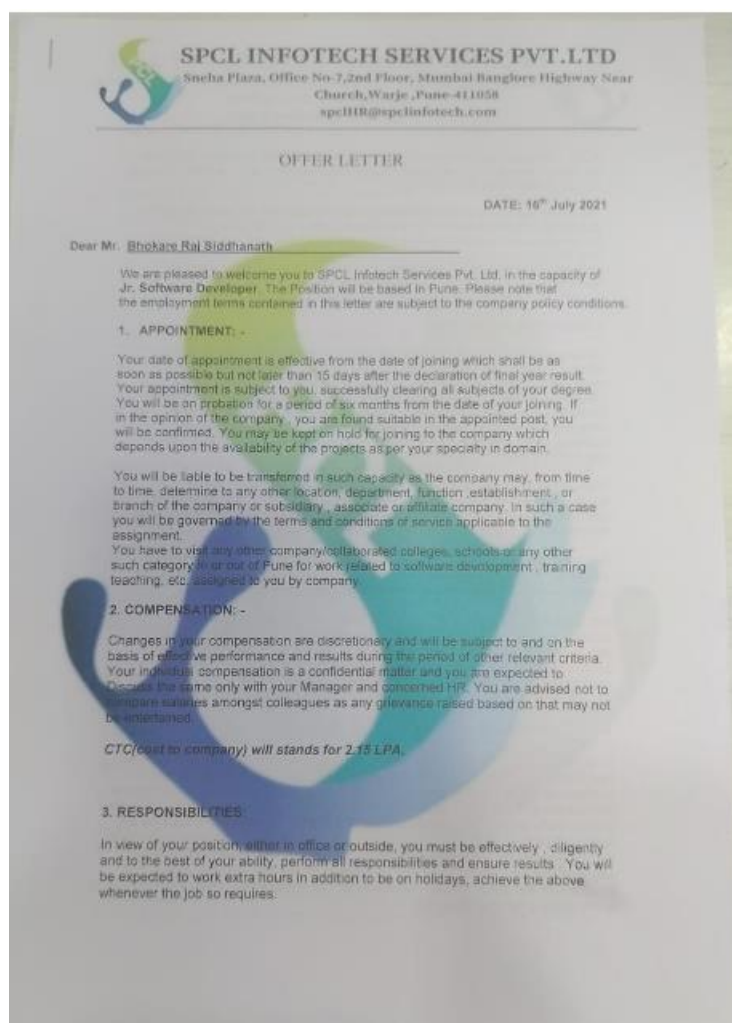 SPCL
SPCL INFOTECH SERVICES PVT.LTD
Sneha Plaza, Office No-7,2nd Floor, Mumbai Banglore Highway Near
Church,Warje ,Pune-411058
spclHR@spclinfotech.com
OFFER LETTER
DATE: 16th July 2021
Dear Mr. Bhokare Raj Siddhanath
We are pleased to welcome you to SPCL Infotech Services Pvt. Ltd. in the capacity of
Jr. Software Developer. The Position will be based in Pune. Please note that
the employment terms contained in this letter are subject to the company policy conditions.
1. APPOINTMENT: -
Your date of appointment is effective from the date of joining which shall be as
soon as possible but not later than 15 days after the declaration of final year result.
Your appointment is subject to you, successfully clearing all subjects of your degree.
You will be on probation for a period of six months from the date of your joining. If
in the opinion of the company , you are found suitable in the appointed post, you
will be confirmed. You may be kept on hold for joining to the company which
depends upon the availability of the projects as per your specialty in domain.
You will be liable to be transferred in such capacity as the company may, from time
to time, determine to any other location, department, function ,establishment , or
branch of the company or subsidiary , associate or affiliate company. In such a case
you will be governed by the terms and conditions of service applicable to the
assignment.
You have to visit any other company/collaborated colleges, schools or any other
such category in or out of Pune for work related to software development , training
teaching, etc. assigned to you by company.
2. COMPENSATION: -
Changes in your compensation are discretionary and will be subject to and on the
basis of effective performance and results during the period of other relevant criteria.
Your individual compensation is a confidential matter and you are expected to
Discuss the same only with your Manager and concerned HR. You are advised not to
compare salaries amongst colleagues as any grievance raised based on that may not
be entertained.
CTC(cost to company) will stands for 2.15 LPA.
3. RESPONSIBILITIES:
In view of your position, either in office or outside, you must be effectively , diligently
and to the best of your ability, perform all responsibilities and ensure results . You will
be expected to work extra hours in addition to be on holidays, achieve the above
whenever the job so requires.